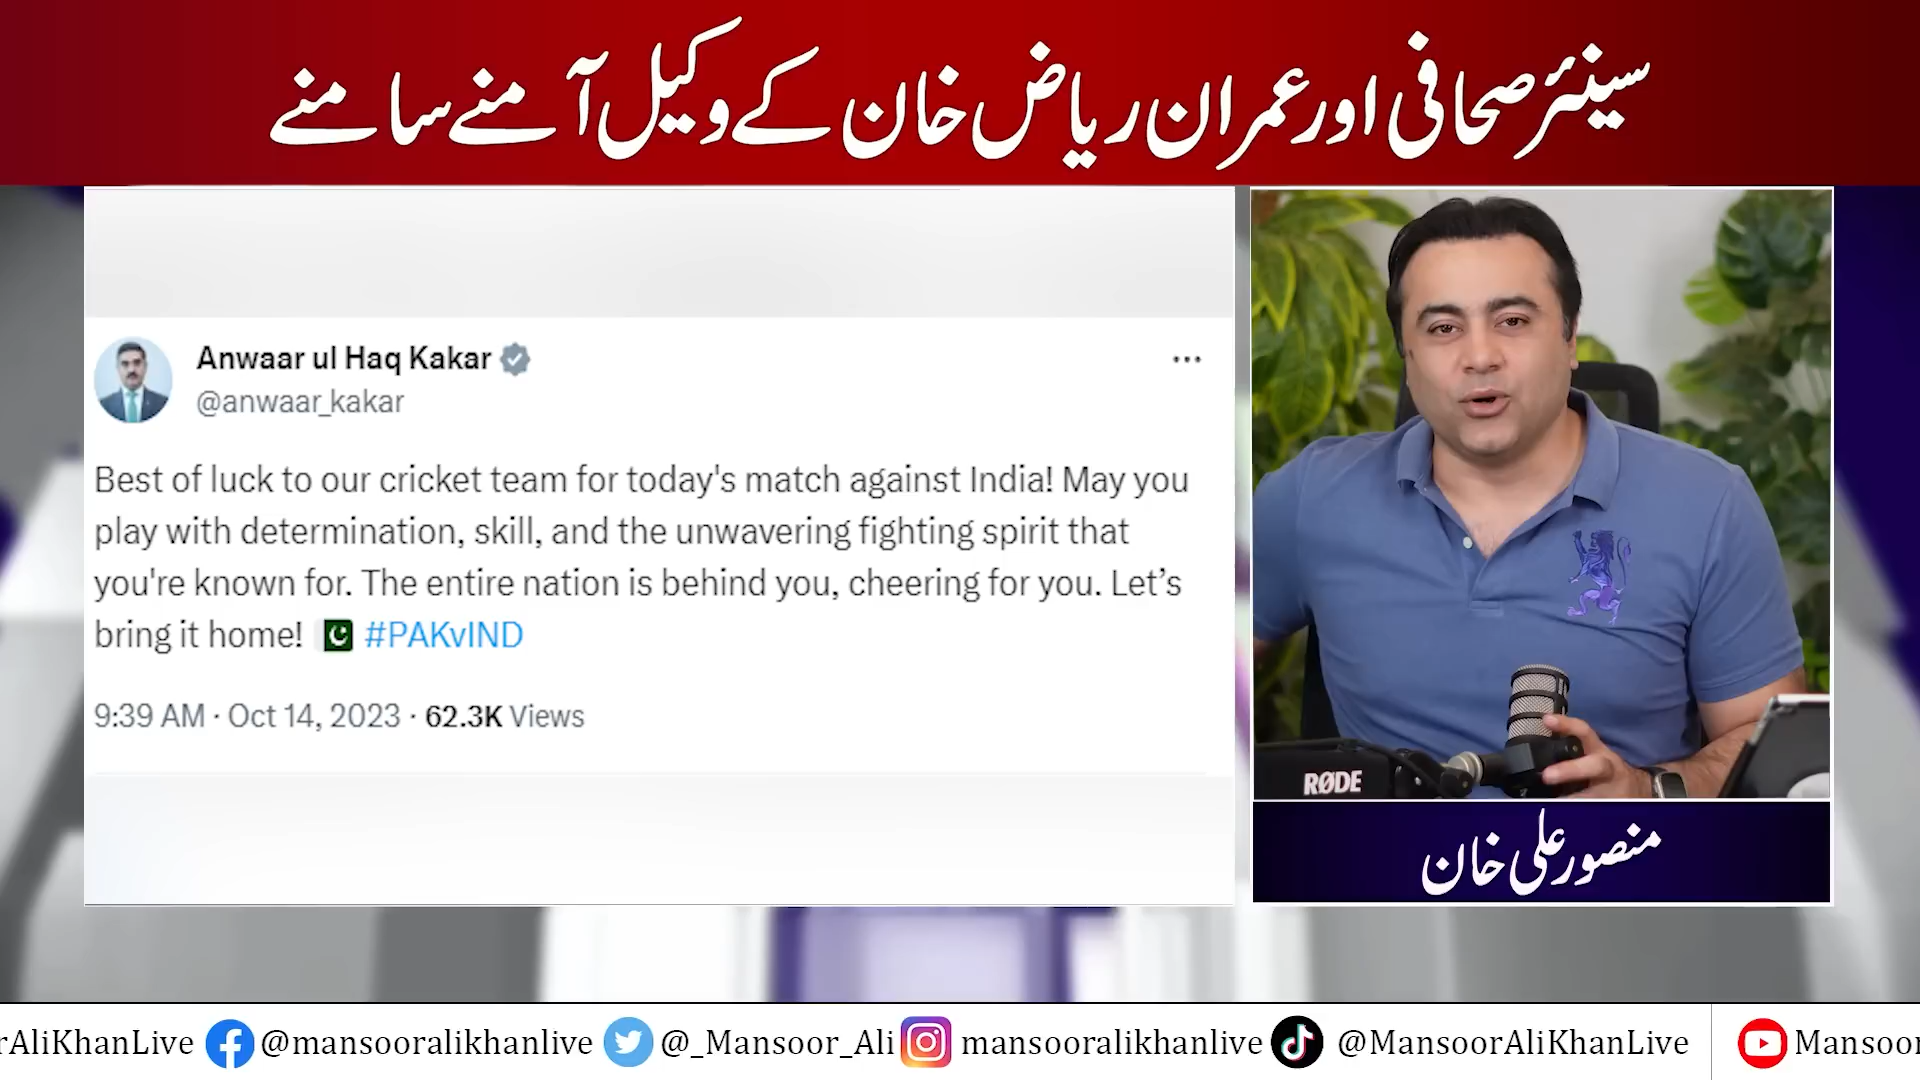 سینئر صحافی اور عمران ریاض خان کے وکیل آمنے سامنے
Anwaar ul Haq Kakar
@anwaar_kakar
Best of luck to our cricket team for today's match against India! May you
play with determination, skill, and the unwavering fighting spirit that
you're known for. The entire nation is behind you, cheering for you. Let’s
bring it home! 🇵🇰 #PAKvIND
9:39 AM · Oct 14, 2023 · 62.3K Views
RØDE
منصور علی خان
rAliKhanLive @mansooralikhanlive @_Mansoor_Ali mansooralikhanlive @MansoorAliKhanLive Mansoor